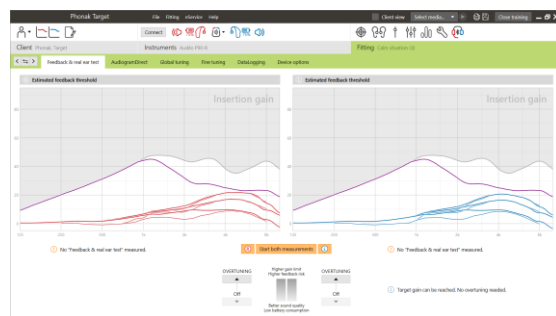 Phonak Target File Fitting eService Help Client view Select media... Close training
Connect
Client Phonak Target Instruments Audéo P90-R Fitting Calm situation
Feedback & real ear test AudiogramDirect Global tuning Fine tuning DataLogging Device options
Estimated feedback threshold Estimated feedback threshold
Insertion gain Insertion gain
No "Feedback & real ear test" measured. Start both measurements No "Feedback & real ear test" measured.
OVERTUNING Higher gain limit OVERTUNING
Higher feedback risk
Off Off Target gain can be reached. No overtuning needed.
Better sound quality
Low battery consumption